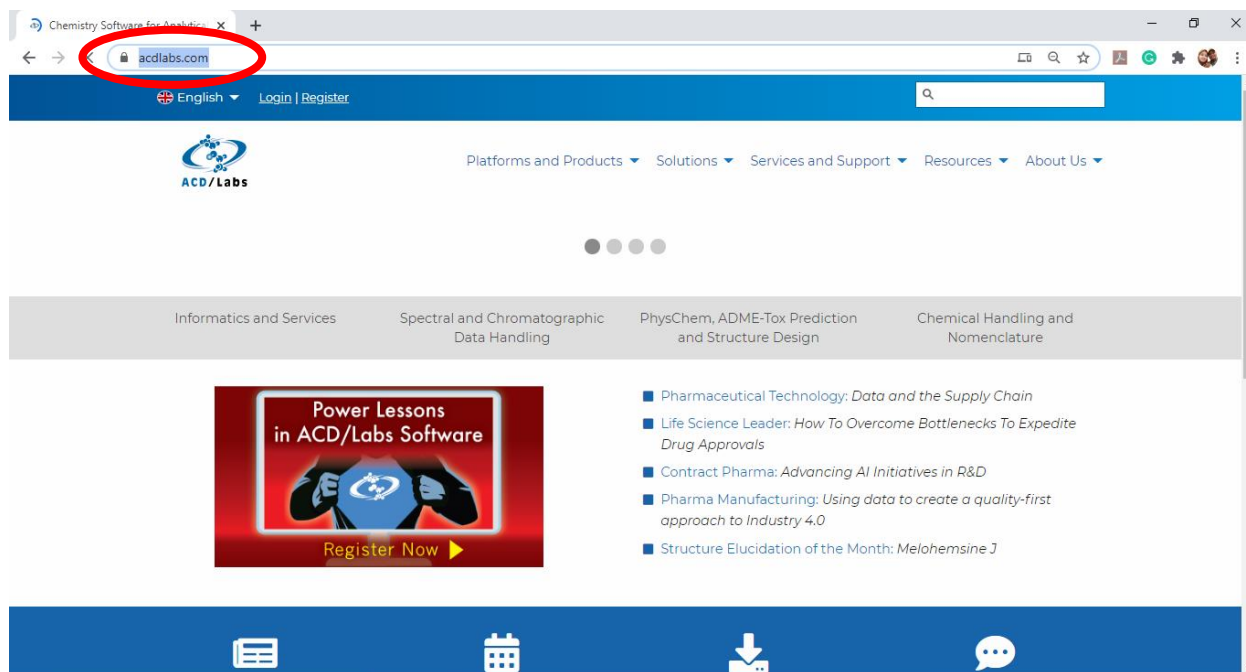 Chemistry Software for Analytica
acdlabs.com
English Login | Register
ACD/Labs
Platforms and Products Solutions Services and Support Resources About Us
Informatics and Services
Spectral and Chromatographic
Data Handling
PhysChem, ADME-Tox Prediction
and Structure Design
Chemical Handling and
Nomenclature
Power Lessons
in ACD/Labs Software
Register Now
Pharmaceutical Technology: Data and the Supply Chain
Life Science Leader: How To Overcome Bottlenecks To Expedite
Drug Approvals
Contract Pharma: Advancing AI Initiatives in R&D
Pharma Manufacturing: Using data to create a quality-first
approach to Industry 4.0
Structure Elucidation of the Month: Melohemsine J